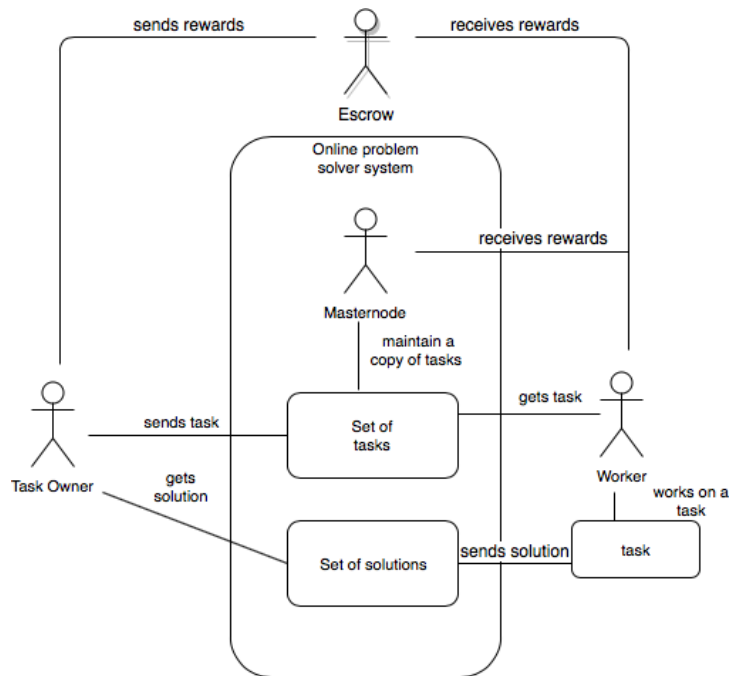 sends rewards
receives rewards
Escrow
Online problem
solver system
receives rewards
Masternode
maintain a
copy of tasks
gets task
sends task
Set of
tasks
Task Owner
gets
solution
Worker
works on a
task
Set of solutions
sends solution
task